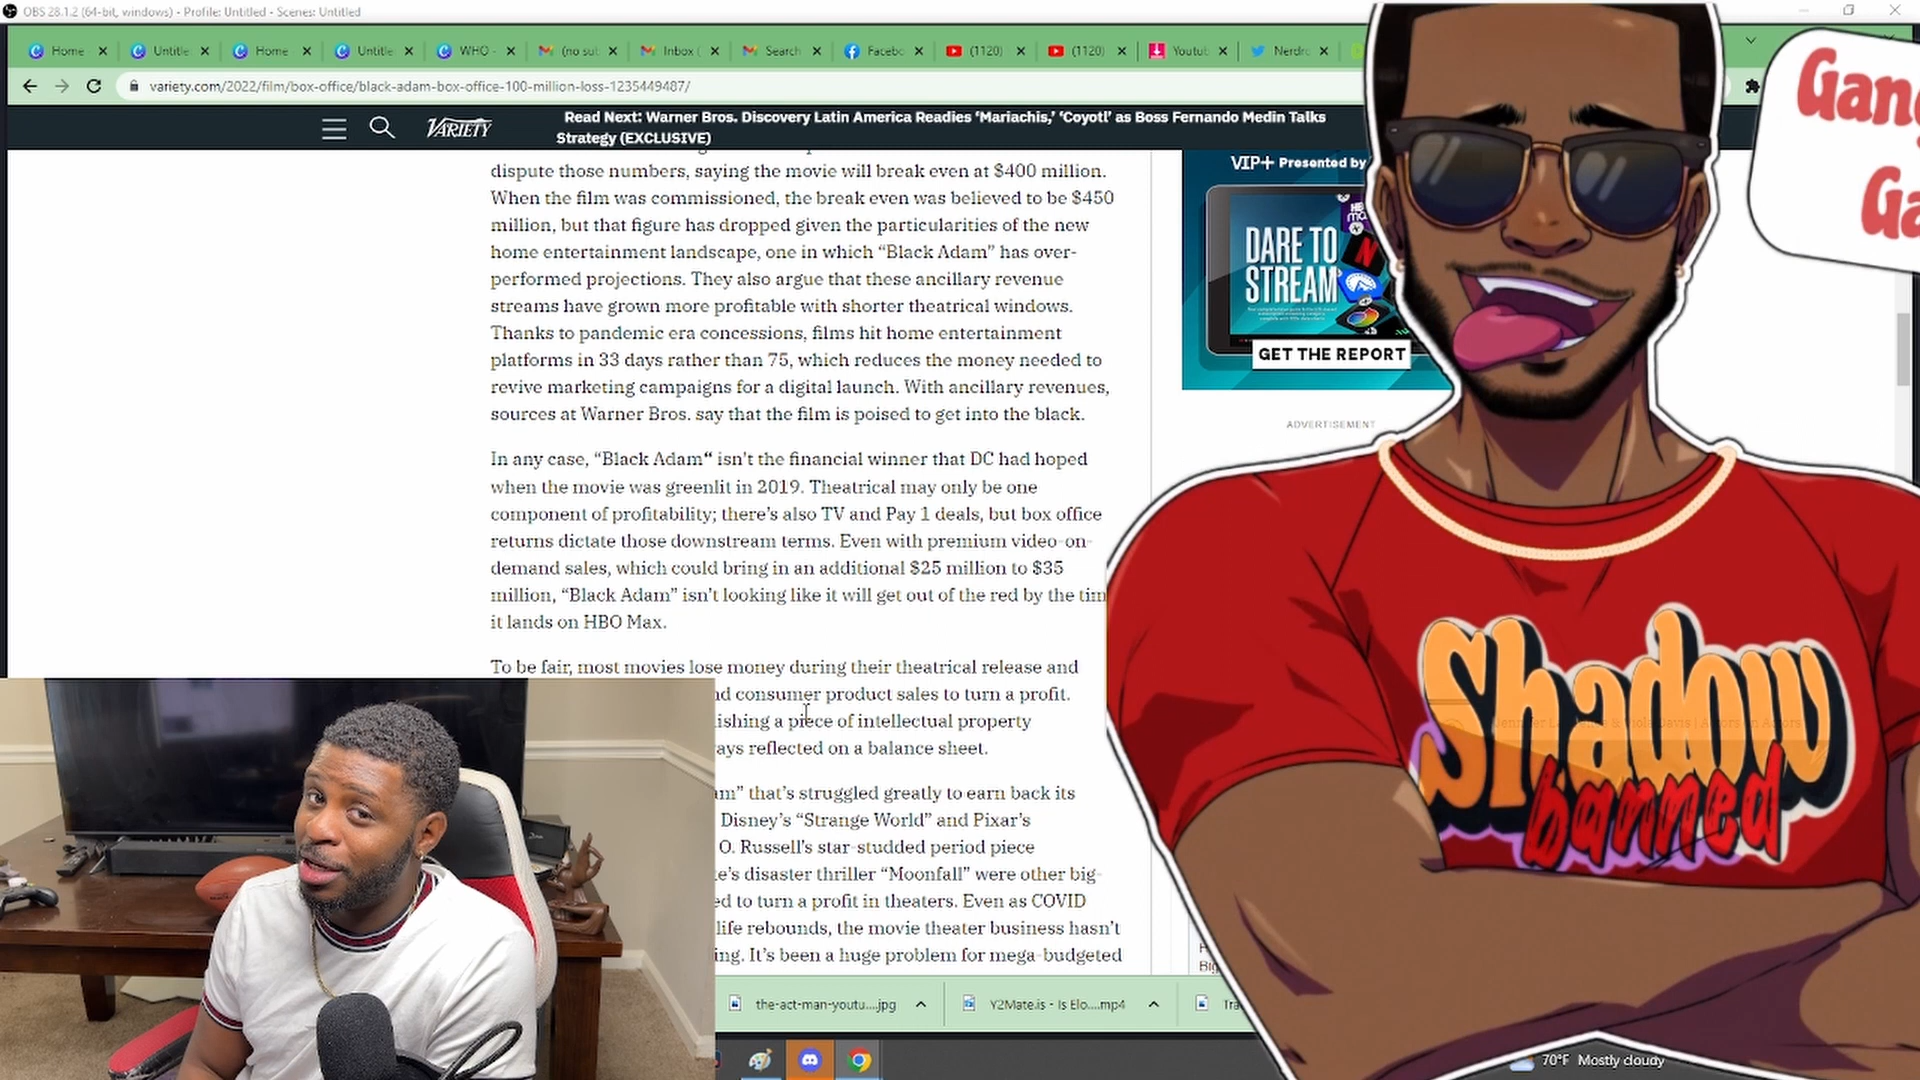 OBS 28.1.2 (64-bit, windows) - Profile: Untitled - Scenes: Untitled
Home
Untitle
Home
Untitle
WHO -
(no sub
Inbox (
Search
Facebo
(1120)
(1120)
Youtub
Nerdro
variety.com/2022/film/box-office/black-adam-box-office-100-million-loss-1235449487/
VARIETY
Read Next: Warner Bros. Discovery Latin America Readies ‘Mariachis,’ ‘Coyotl’ as Boss Fernando Medin Talks
Strategy (EXCLUSIVE)
dispute those numbers, saying the movie will break even at $400 million.
When the film was commissioned, the break even was believed to be $450
million, but that figure has dropped given the particularities of the new
home entertainment landscape, one in which “Black Adam” has over-
performed projections. They also argue that these ancillary revenue
streams have grown more profitable with shorter theatrical windows.
Thanks to pandemic era concessions, films hit home entertainment
platforms in 33 days rather than 75, which reduces the money needed to
revive marketing campaigns for a digital launch. With ancillary revenues,
sources at Warner Bros. say that the film is poised to get into the black.
In any case, “Black Adam“ isn’t the financial winner that DC had hoped
when the movie was greenlit in 2019. Theatrical may only be one
component of profitability; there’s also TV and Pay 1 deals, but box office
returns dictate those downstream terms. Even with premium video-on-
demand sales, which could bring in an additional $25 million to $35
million, “Black Adam” isn’t looking like it will get out of the red by the tim
it lands on HBO Max.
To be fair, most movies lose money during their theatrical release and
nd consumer product sales to turn a profit.
ishing a piece of intellectual property
ays reflected on a balance sheet.
am” that’s struggled greatly to earn back its
Disney’s “Strange World” and Pixar’s
O. Russell’s star-studded period piece
e’s disaster thriller “Moonfall” were other big-
ed to turn a profit in theaters. Even as COVID
life rebounds, the movie theater business hasn’t
ing. It’s been a huge problem for mega-budgeted
VIP+ Presented by
DARE TO
STREAM
HBO
max
GET THE REPORT
ADVERTISEMENT
Big
Gang
Ga
Shadow
banned
the-act-man-youtu....jpg
Y2Mate.is - Is Elo....mp4
Tra
70°F Mostly cloudy